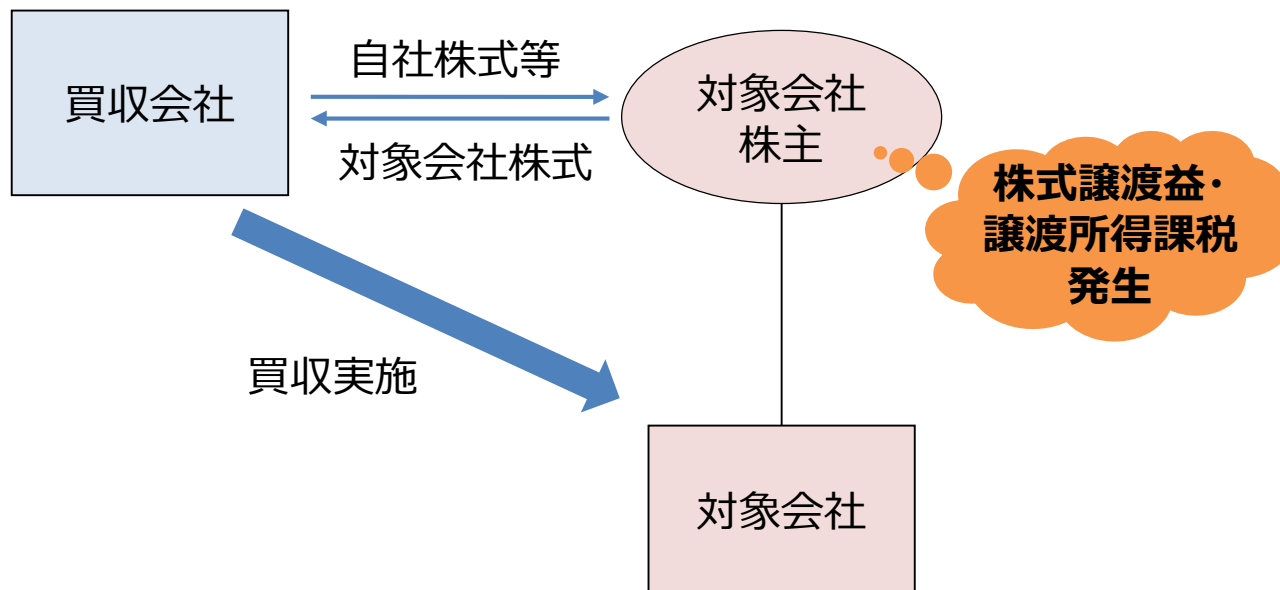 買収会社
自社株式等
対象会社株式
対象会社
株主
株式譲渡益・
譲渡所得課税
発生
買収実施
対象会社